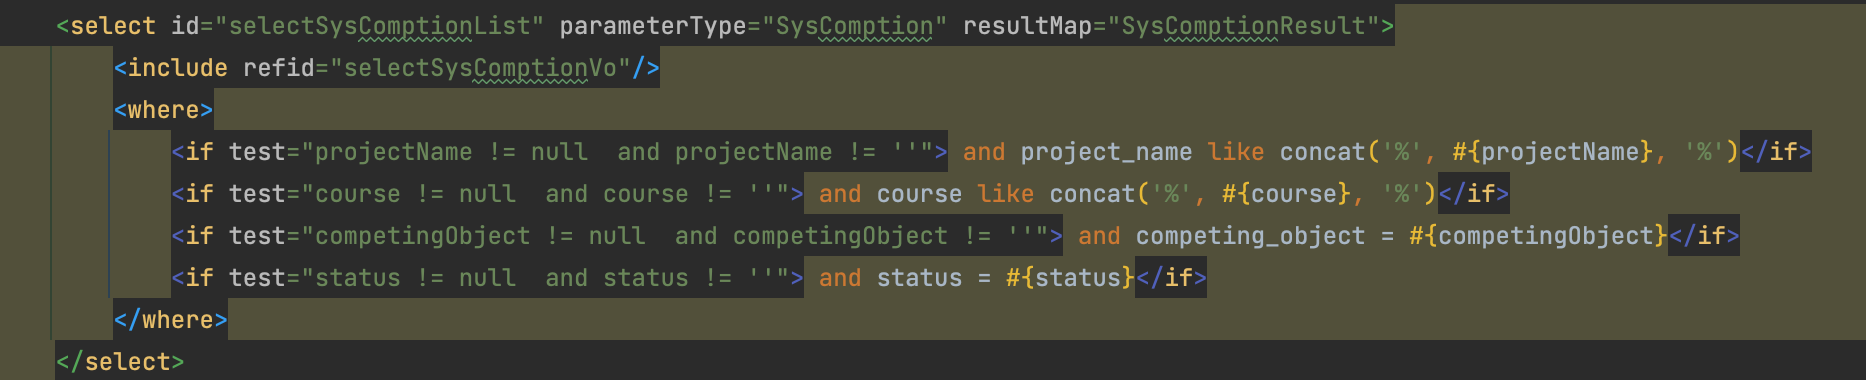 <select id="selectSysComptionList" parameterType="SysComption" resultMap="SysComptionResult">
<include refid="selectSysComptionVo"/>
<where>
<if test="projectName != null  and projectName != ''"> and project_name like concat('%', #{projectName}, '%')</if>
<if test="course != null  and course != ''"> and course like concat('%', #{course}, '%')</if>
<if test="competingObject != null  and competingObject != ''"> and competing_object = #{competingObject}</if>
<if test="status != null  and status != ''"> and status = #{status}</if>
</where>
</select>